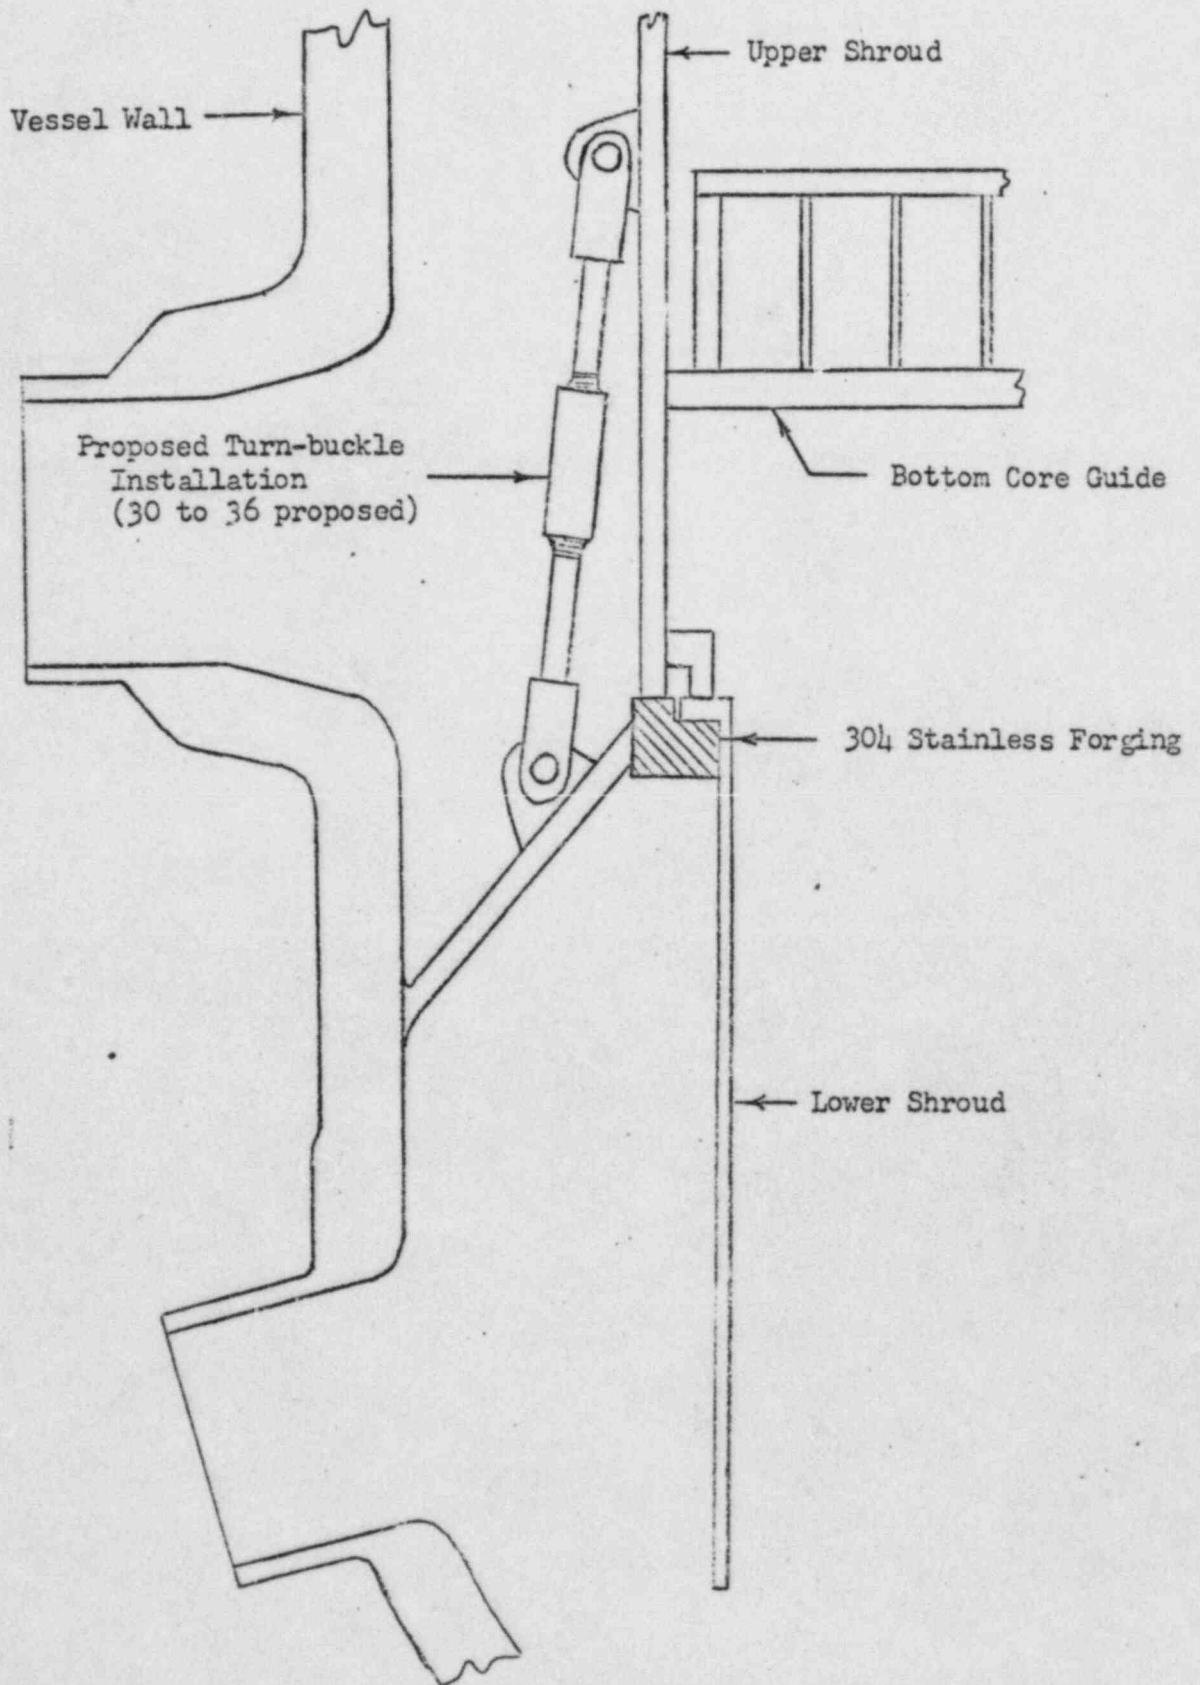 Upper Shroud
Vessel Wall
Proposed Turn-buckle
Installation
(30 to 36 proposed)
Bottom Core Guide
304 Stainless Forging
Lower Shroud